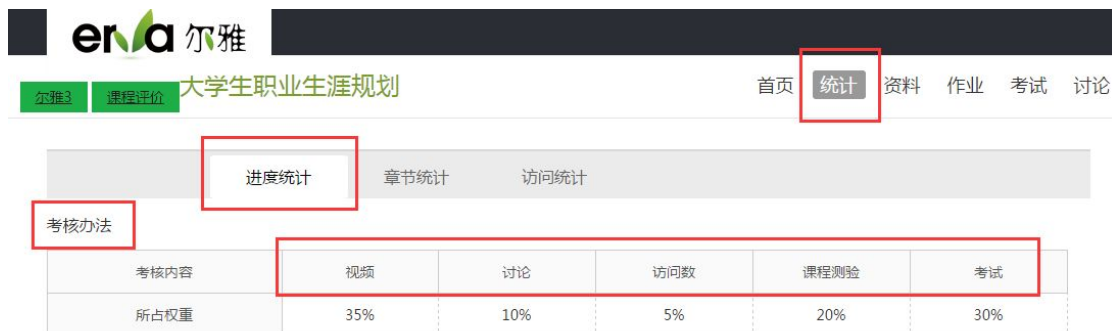 erya 尔雅
尔雅3 课程评价 大学生职业生涯规划 首页 统计 资料 作业 考试 讨论
进度统计 章节统计 访问统计
考核办法
考核内容 视频 讨论 访问数 课程测验 考试
所占权重 35% 10% 5% 20% 30%